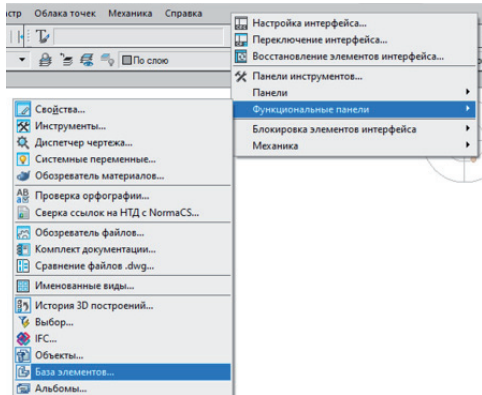 Облака точек Механика Справка
По слою
Настройка интерфейса...
Переключение интерфейса...
Восстановление элементов интерфейса...
Панели инструментов...
Панели
Функциональные панели
Блокировка элементов интерфейса
Механика
Свойства...
Инструменты...
Диспетчер чертежа...
Системные переменные...
Обозреватель материалов...
Проверка орфографии...
Сверка ссылок на НТД с NormaCS...
Обозреватель файлов...
Комплект документации...
Сравнение файлов .dwg...
Именованные виды...
История 3D построений...
Выбор...
IFC...
Объекты...
База элементов...
Альбомы...